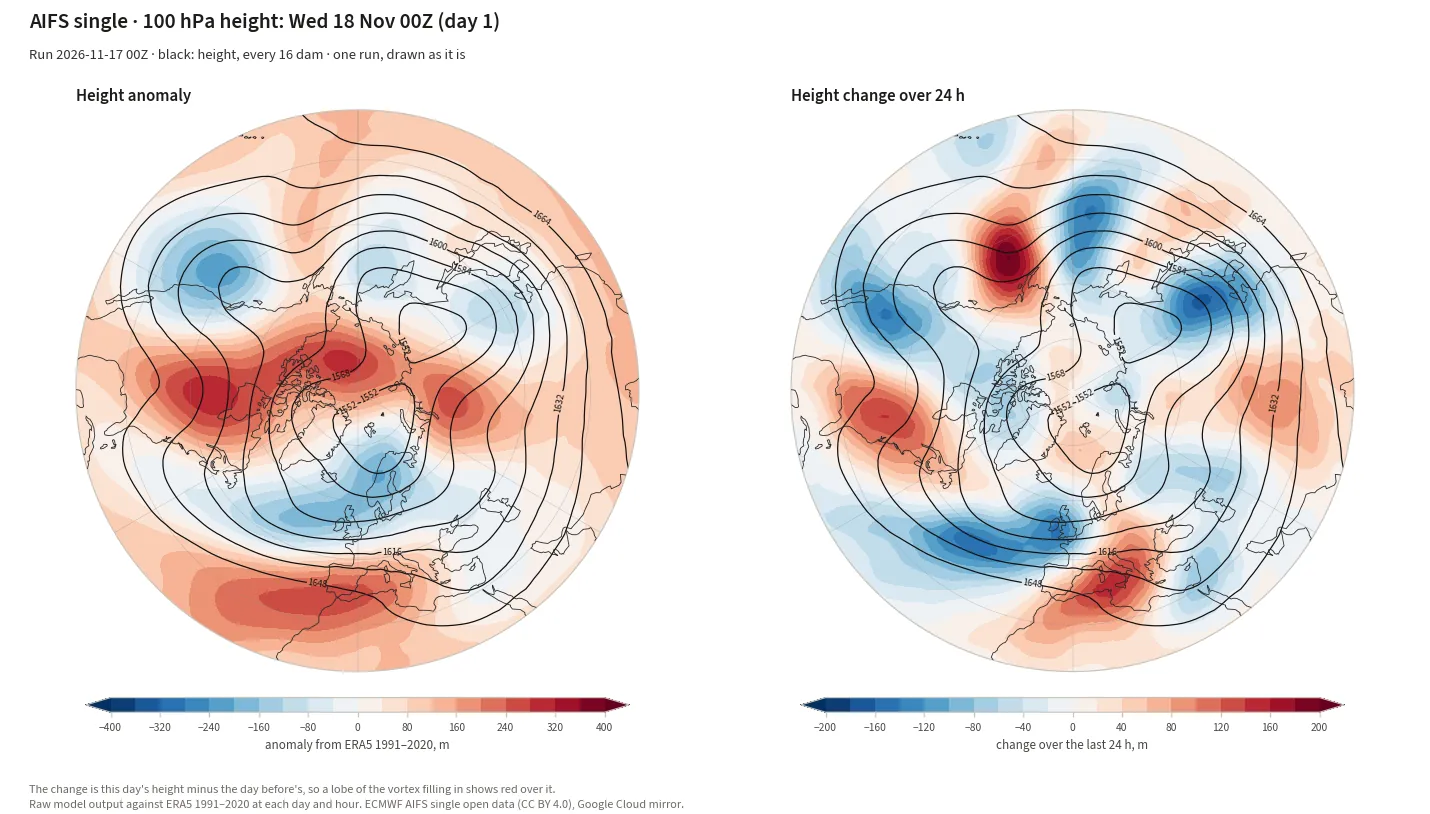 AIFS single · 100 hPa height: Wed 18 Nov 00Z (day 1)
Run 2026-11-17 00Z · black: height, every 16 dam · one run, drawn as it is
Height anomaly
Height change over 24 h
1664
1600
1584
1552
1568
1552
1552
1632
1616
1648
1664
1600
1584
1552
1568
1552
1552
1632
1616
1648
−400 −320 −240 −160 −80 0 80 160 240 320 400
anomaly from ERA5 1991–2020, m
−200 −160 −120 −80 −40 0 40 80 120 160 200
change over the last 24 h, m
The change is this day's height minus the day before's, so a lobe of the vortex filling in shows red over it.
Raw model output against ERA5 1991–2020 at each day and hour. ECMWF AIFS single open data (CC BY 4.0), Google Cloud mirror.